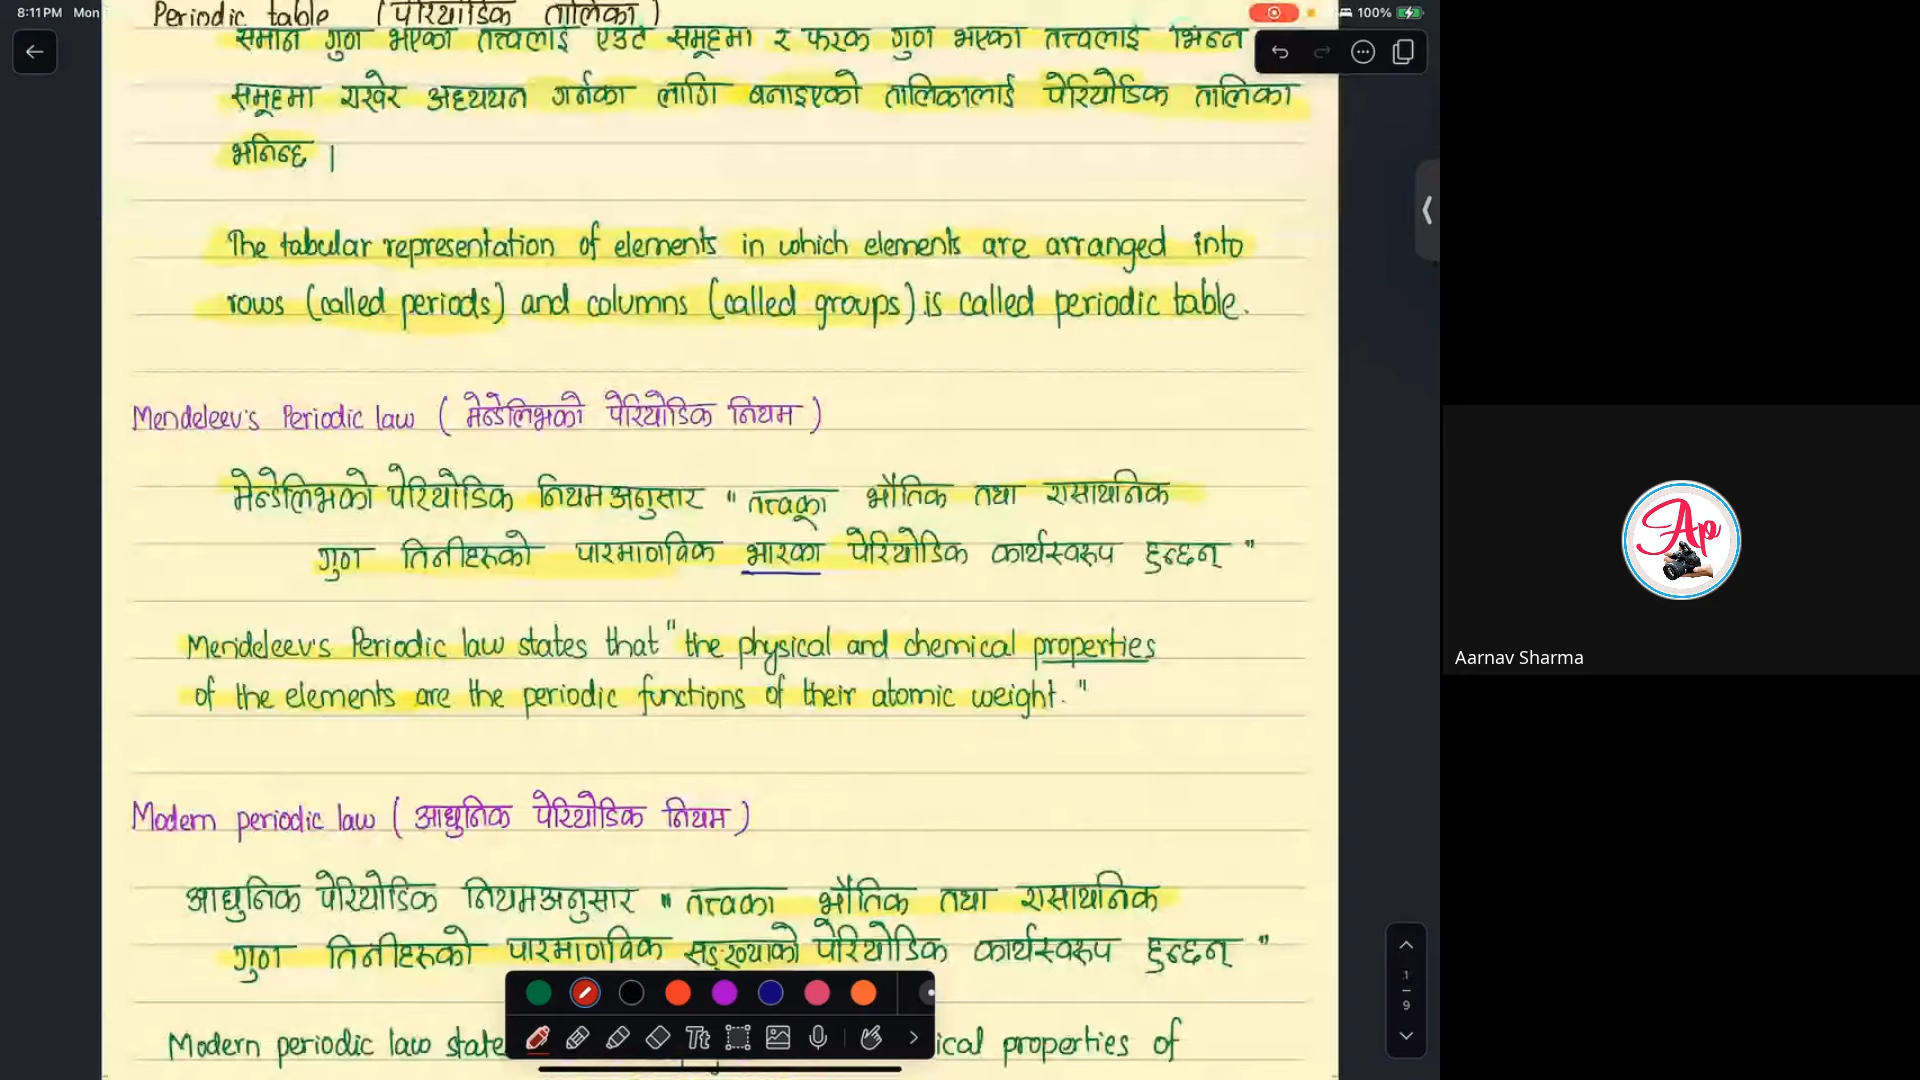 8:11 PM Mon
100%
Periodic table (पेरियोडिक तालिका)
समान गुण भएका तत्त्वलाई एउटै समूहमा र फरक गुण भएका तत्त्वलाई भिन्न
समूहमा राखेर अध्ययन गर्नका लागि बनाइएको तालिकालाई पेरियोडिक तालिका
भनिन्छ ।
The tabular representation of elements in which elements are arranged into
rows (called periods) and columns (called groups) is called periodic table.
Mendeleev's Periodic law (मेन्डेलिभको पेरियोडिक नियम)
मेन्डेलिभको पेरियोडिक नियमअनुसार "तत्त्वका भौतिक तथा रासायनिक
गुण तिनीहरूको पारमाणविक भारका पेरियोडिक कार्यस्वरूप हुन्छन् "
Mendeleev's Periodic law states that "the physical and chemical properties
of the elements are the periodic functions of their atomic weight."
Modern periodic law (आधुनिक पेरियोडिक नियम)
आधुनिक पेरियोडिक नियमअनुसार "तत्त्वका भौतिक तथा रासायनिक
गुण तिनीहरूको पारमाणविक सङ्ख्याको पेरियोडिक कार्यस्वरूप हुन्छन् "
Modern periodic law state ical properties of
Tt
1
9
Ap
Aarnav Sharma